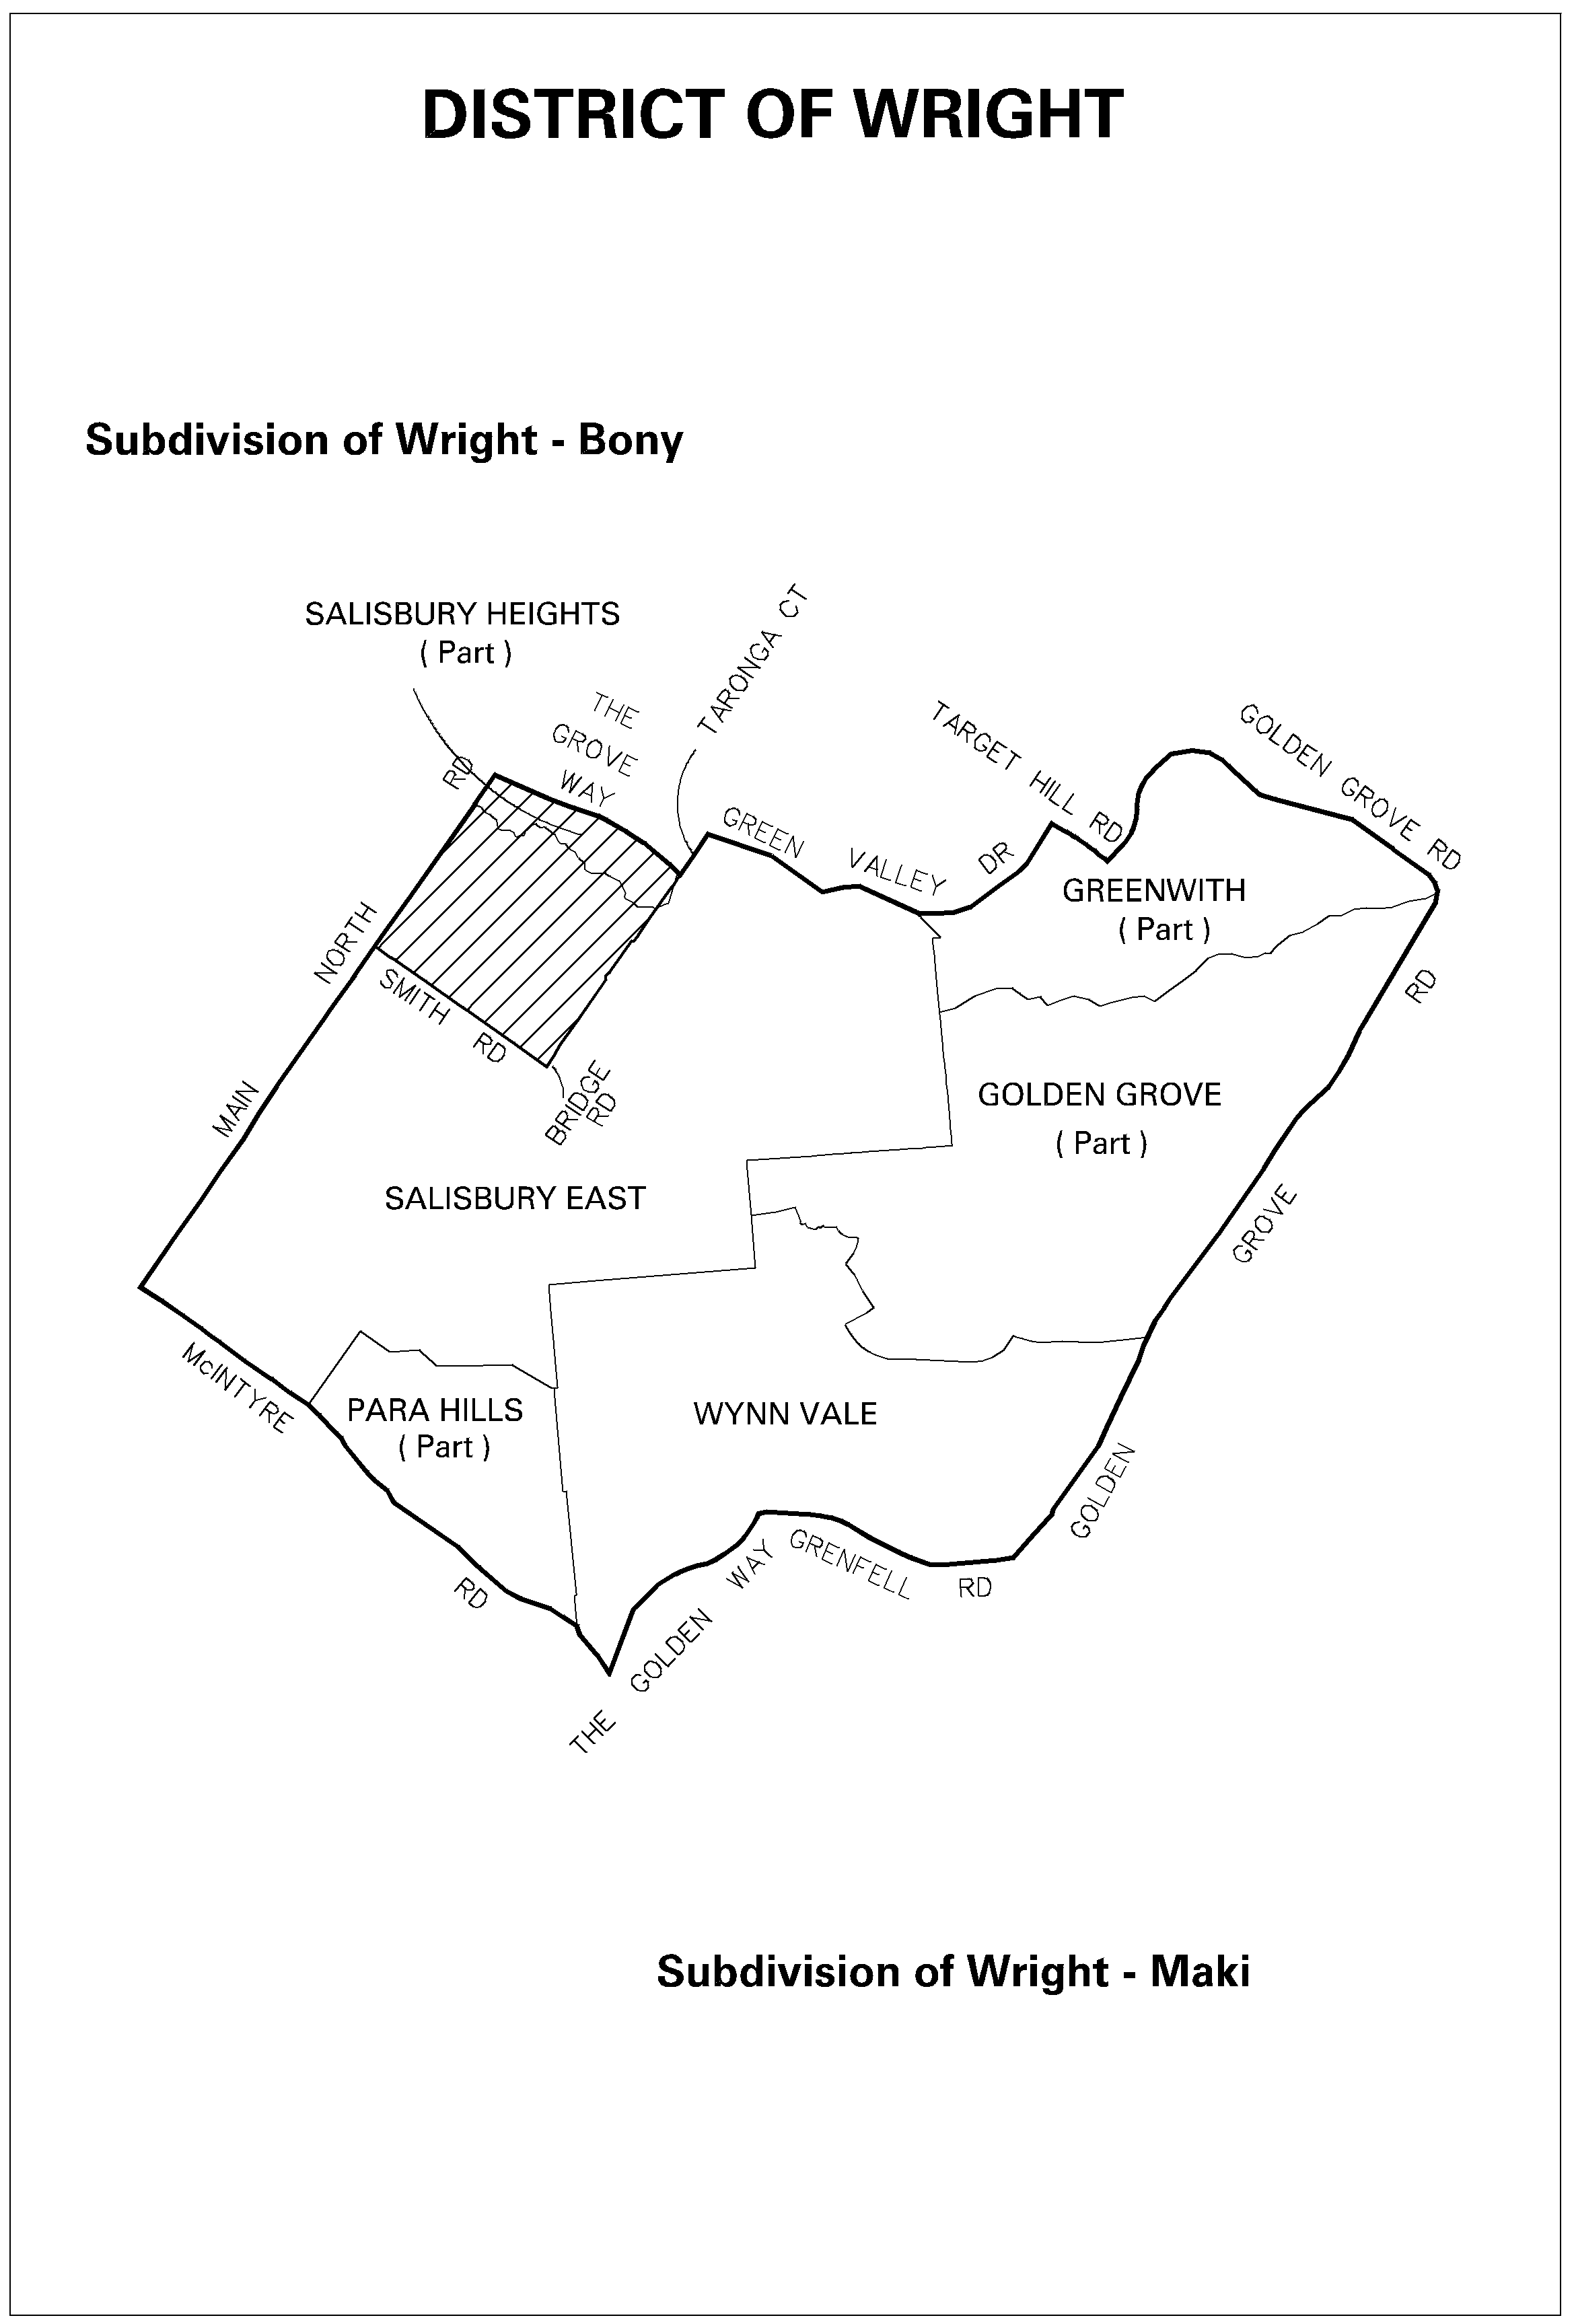 DISTRICT OF WRIGHT
Subdivision of Wright - Bony
SALISBURY HEIGHTS
( Part )
THE
GROVE
WAY
TARONGA CT
TARGET HILL RD
GOLDEN GROVE RD
GREEN VALLEY DR
GREENWITH
( Part )
MAIN NORTH RD
SMITH RD
BRIDGE
RD
GOLDEN GROVE
( Part )
GOLDEN GROVE RD
SALISBURY EAST
McINTYRE RD
PARA HILLS
( Part )
WYNN VALE
THE GOLDEN WAY
GRENFELL RD
Subdivision of Wright - Maki